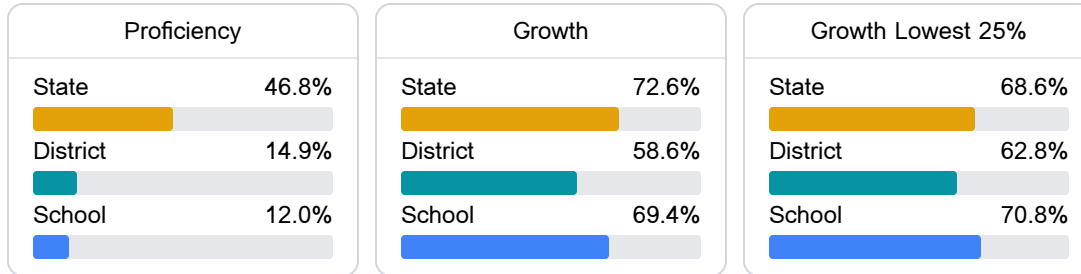 Proficiency
State 46.8%
District 14.9%
School 12.0%
Growth
State 72.6%
District 58.6%
School 69.4%
Growth Lowest 25%
State 68.6%
District 62.8%
School 70.8%